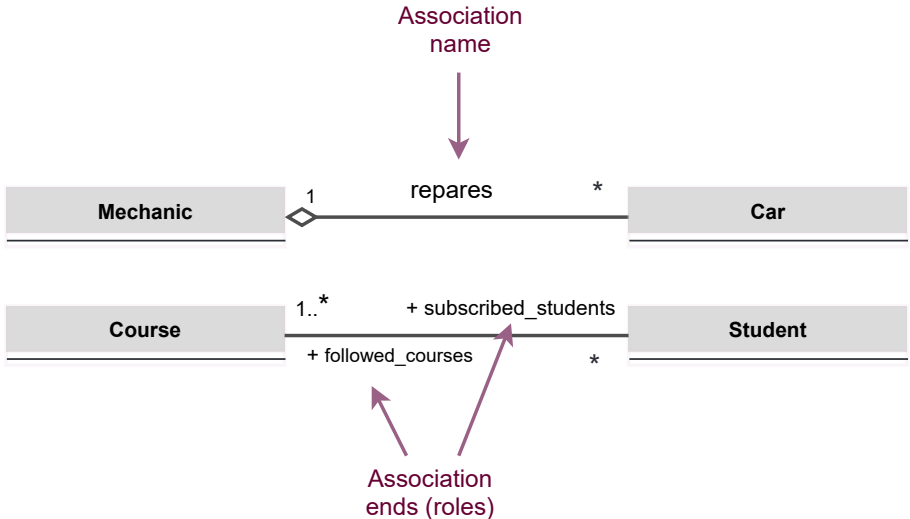 Association
name
1
repares
*
Mechanic
Car
1..*
+ subscribed_students
Course
Student
+ followed_courses
*
Association
ends (roles)